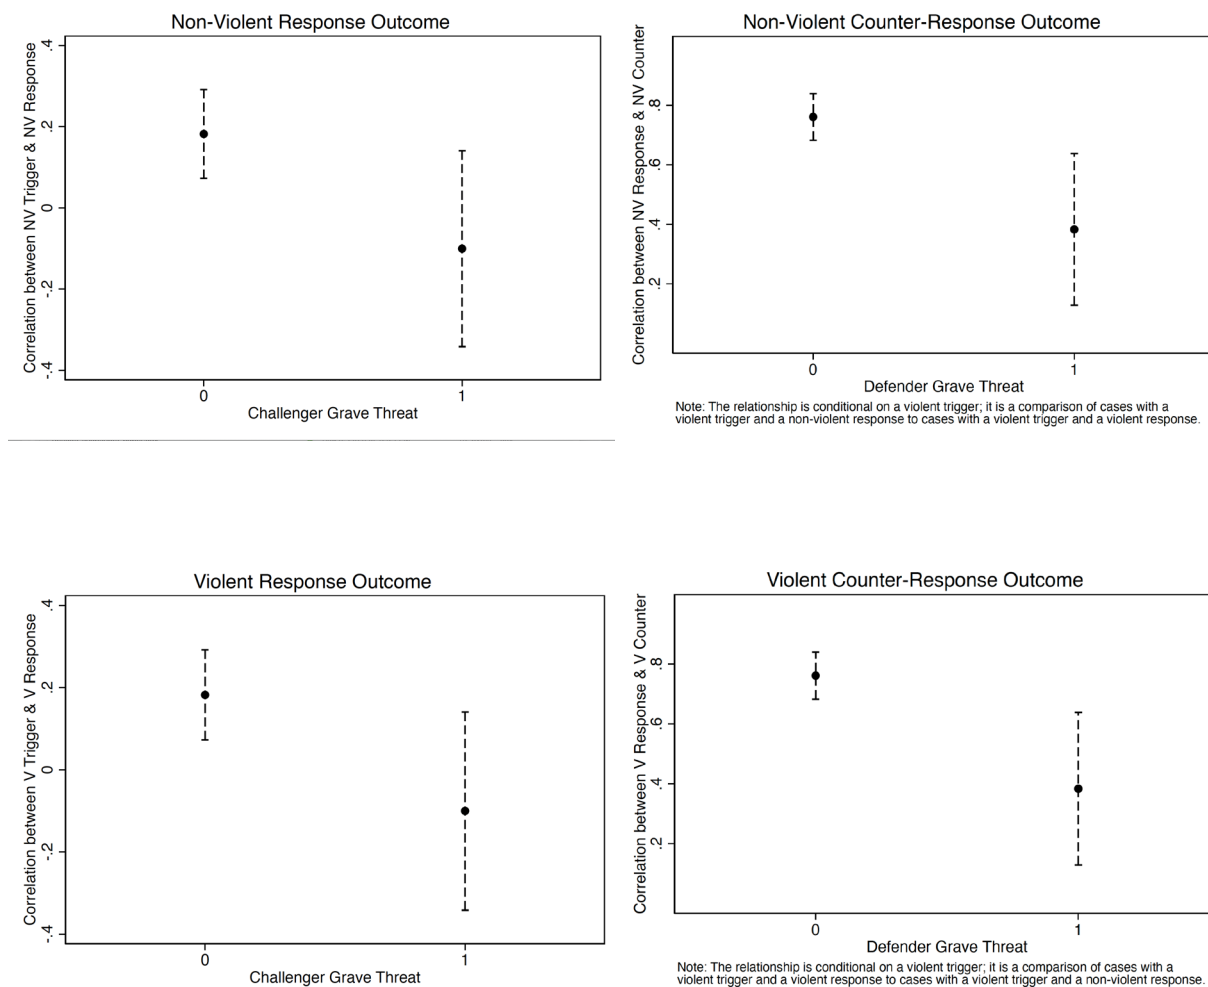 Non-Violent Response Outcome
Correlation between NV Trigger & NV Response
.4
.2
0
-.2
-.4
0
1
Challenger Grave Threat
Non-Violent Counter-Response Outcome
Correlation between NV Response & NV Counter
.8
.6
.4
.2
0
1
Defender Grave Threat
Note: The relationship is conditional on a violent trigger; it is a comparison of cases with a
violent trigger and a non-violent response to cases with a violent trigger and a violent response.
Violent Response Outcome
Correlation between V Trigger & V Response
.4
.2
0
-.2
-.4
0
1
Challenger Grave Threat
Violent Counter-Response Outcome
Correlation between V Response & V Counter
.8
.6
.4
.2
0
1
Defender Grave Threat
Note: The relationship is conditional on a violent trigger; it is a comparison of cases with a
violent trigger and a violent response to cases with a violent trigger and a non-violent response.